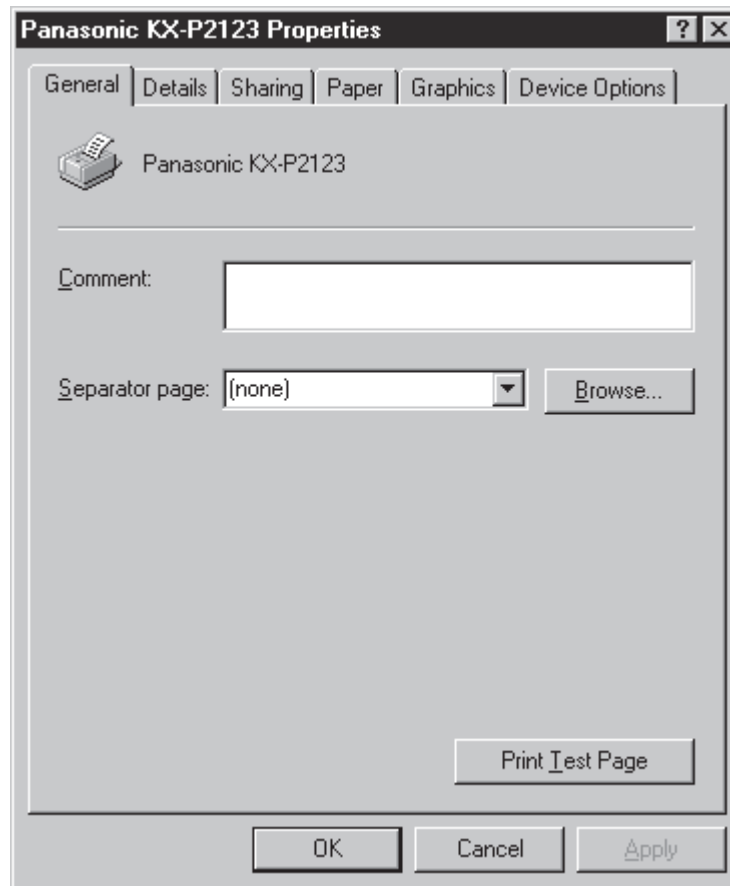 Panasonic KX-P2123 Properties
General Details Sharing Paper Graphics Device Options
Panasonic KX-P2123
Comment:
Separator page: (none) Browse...
Print Test Page
OK Cancel Apply